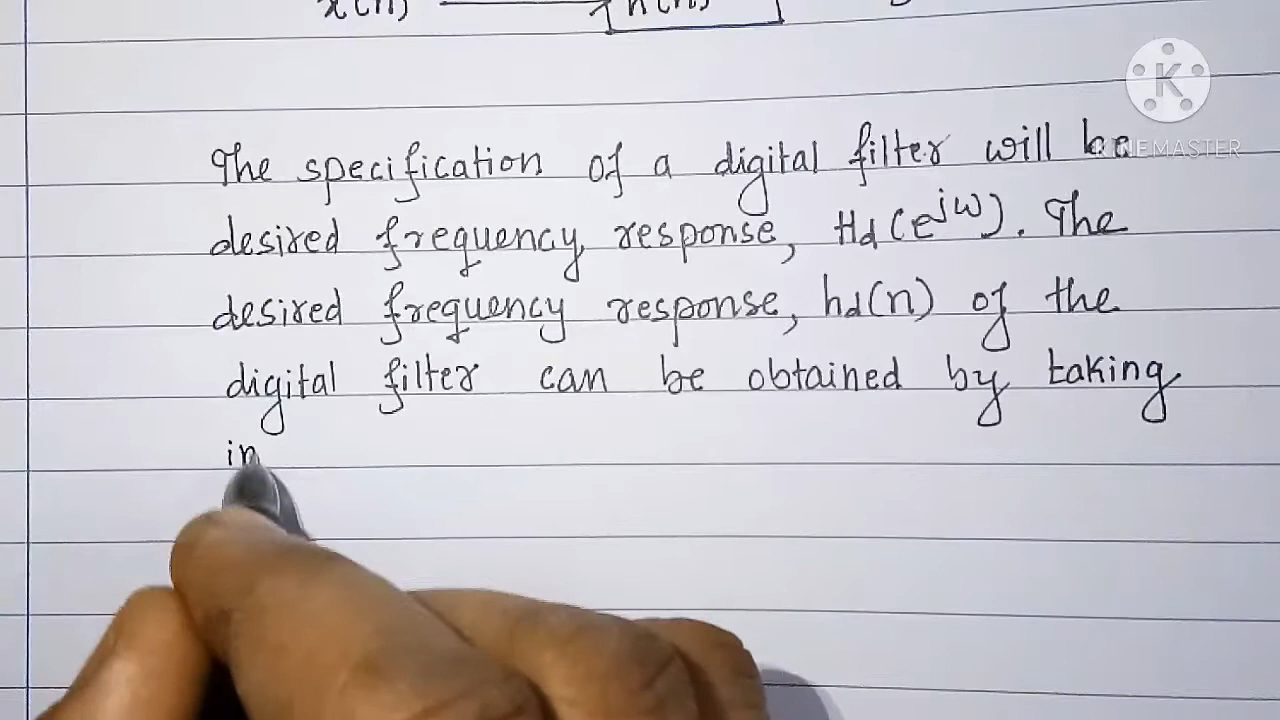 x(n) h(n)
The specification of a digital filter will be
desired frequency response, Hd(e^jω). The
desired frequency response, hd(n) of the
digital filter can be obtained by taking
in
K
KINEMASTER